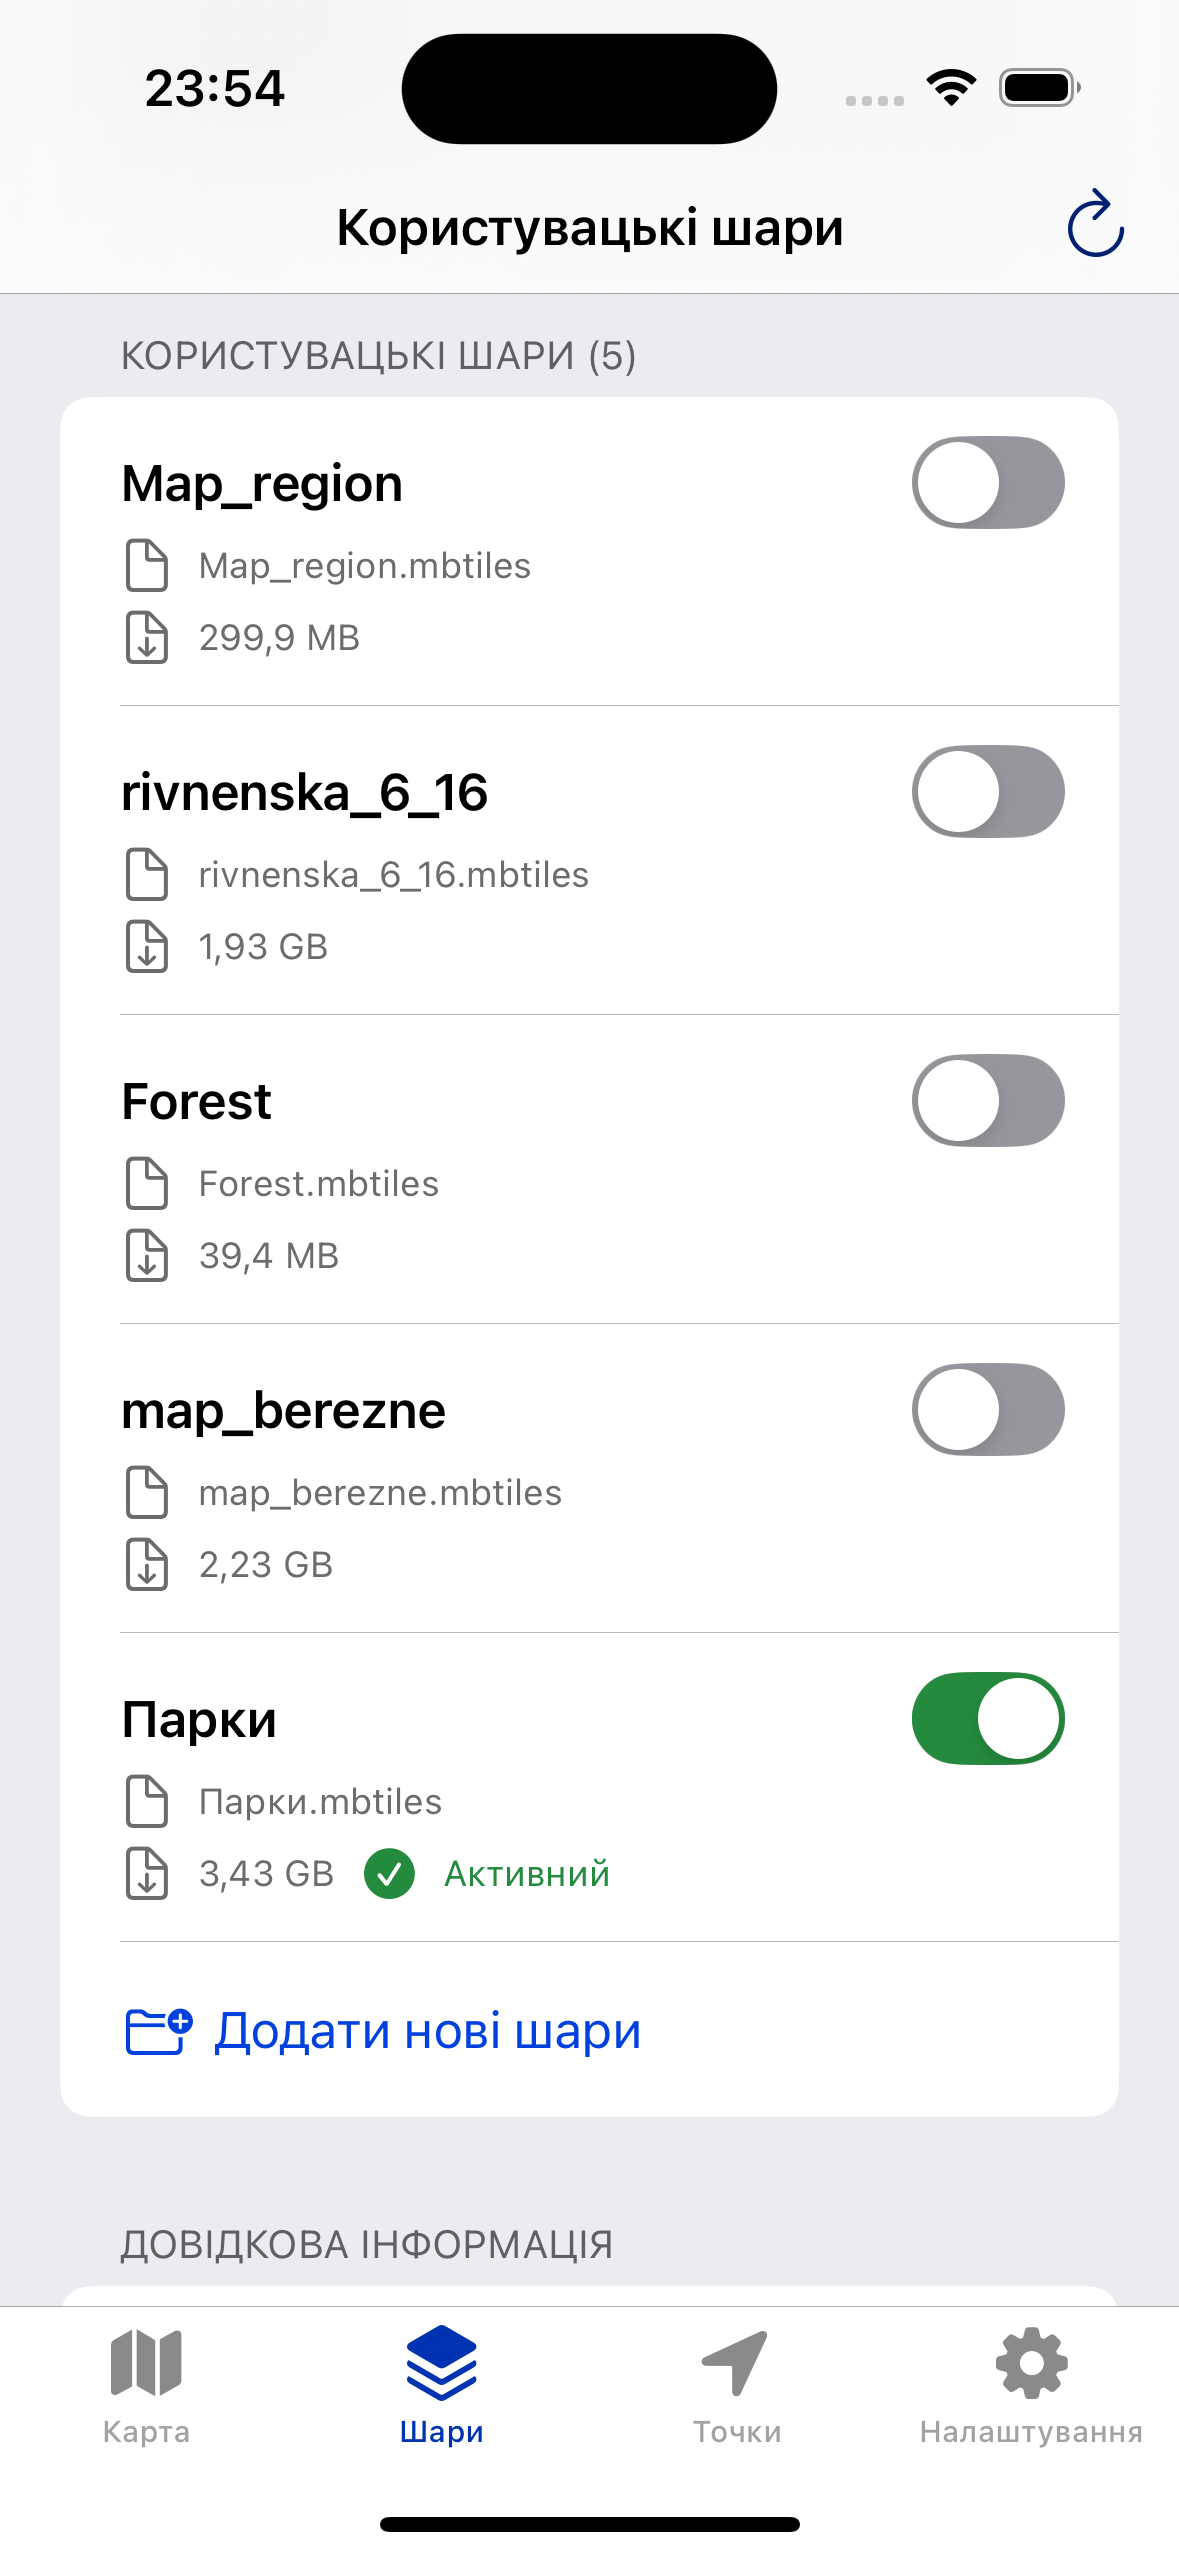 23:54
Користувацькі шари
КОРИСТУВАЦЬКІ ШАРИ (5)
Map_region
Map_region.mbtiles
299,9 MB
rivnenska_6_16
rivnenska_6_16.mbtiles
1,93 GB
Forest
Forest.mbtiles
39,4 MB
map_berezne
map_berezne.mbtiles
2,23 GB
Парки
Парки.mbtiles
3,43 GB Активний
Додати нові шари
ДОВІДКОВА ІНФОРМАЦІЯ
Карта Шари Точки Налаштування